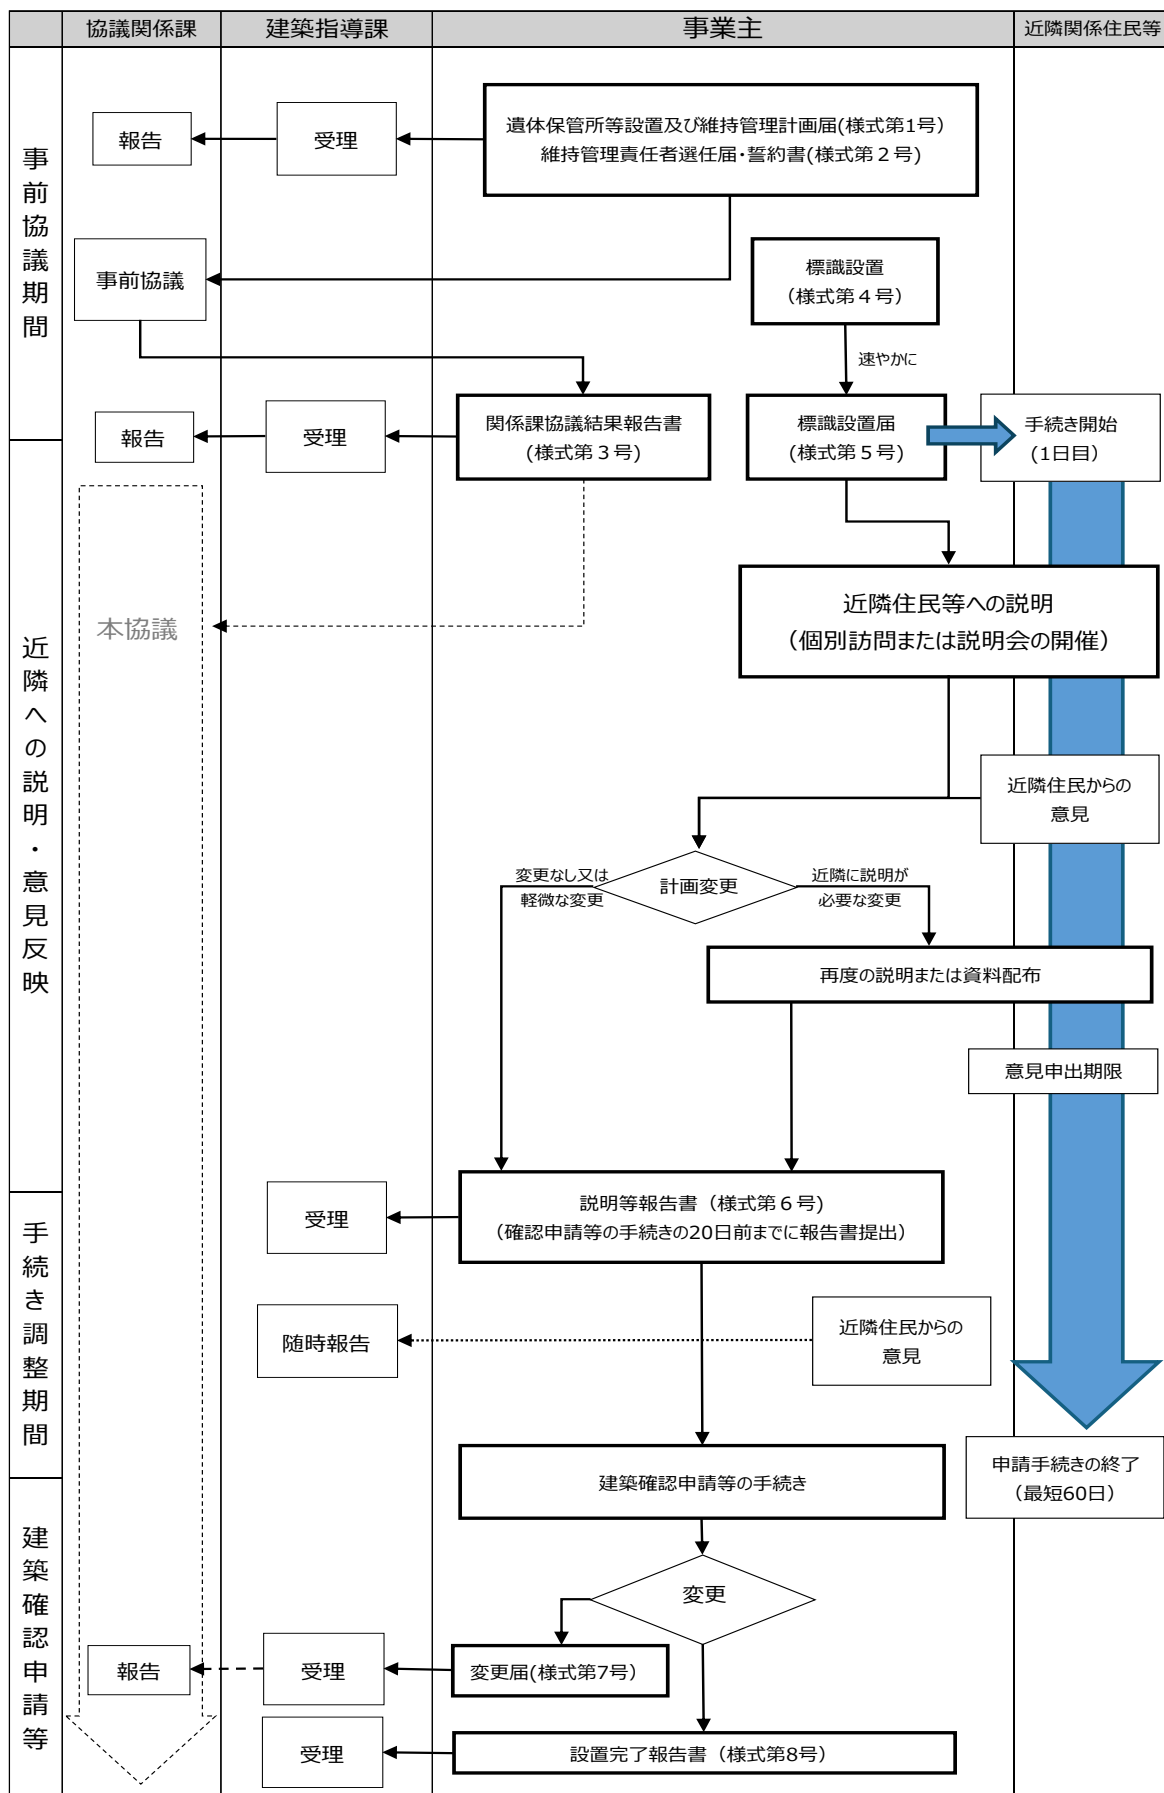 協議関係課
建築指導課
事業主
近隣関係住民等
事前協議期間
報告
受理
遺体保管所等設置及び維持管理計画届(様式第1号）
維持管理責任者選任届・誓約書(様式第２号)
事前協議
標識設置
（様式第４号）
速やかに
報告
受理
関係課協議結果報告書
(様式第３号)
標識設置届
(様式第５号）
手続き開始
(1日目）
近隣への説明・意見反映
本協議
近隣住民等への説明
（個別訪問または説明会の開催）
近隣住民からの
意見
変更なし又は
軽微な変更
計画変更
近隣に説明が
必要な変更
再度の説明または資料配布
意見申出期限
手続き調整期間
受理
説明等報告書（様式第６号)
（確認申請等の手続きの20日前までに報告書提出）
随時報告
近隣住民からの
意見
建築確認申請等の手続き
申請手続きの終了
（最短60日）
建築確認申請等
変更
報告
受理
変更届(様式第7号）
受理
設置完了報告書（様式第8号）